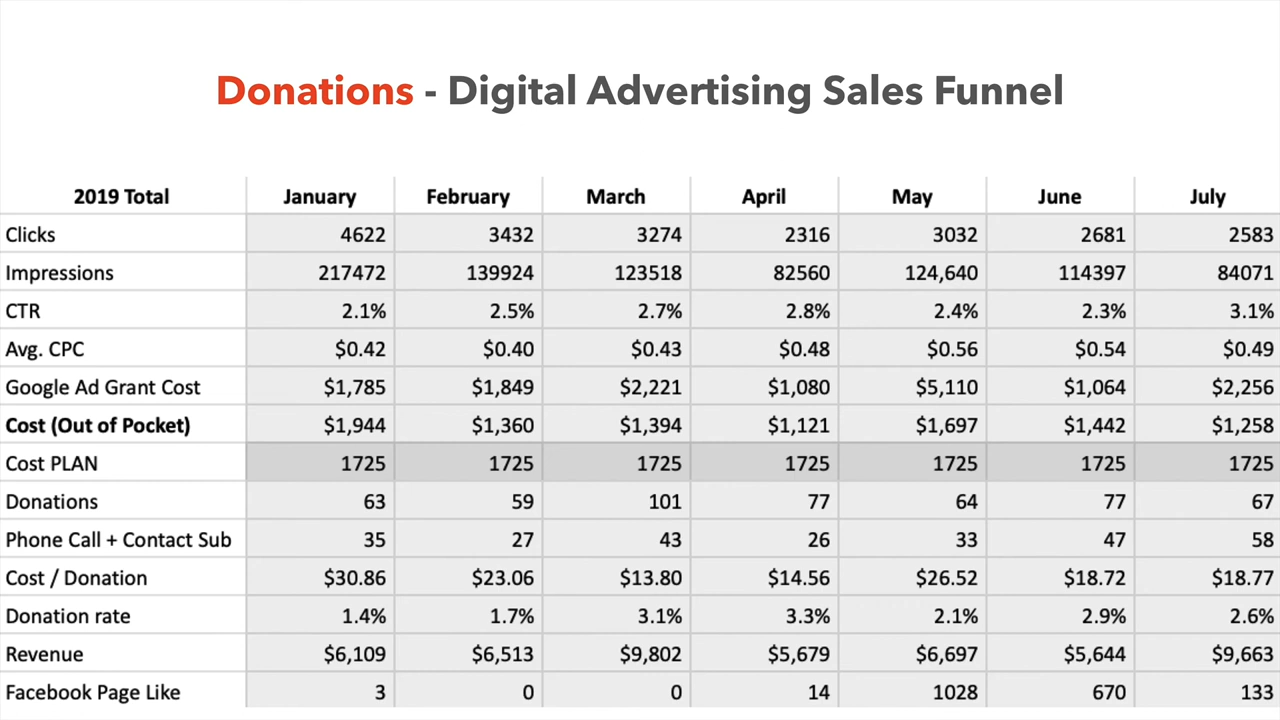 Donations - Digital Advertising Sales Funnel
2019 Total January February March April May June July
Clicks 4622 3432 3274 2316 3032 2681 2583
Impressions 217472 139924 123518 82560 124,640 114397 84071
CTR 2.1% 2.5% 2.7% 2.8% 2.4% 2.3% 3.1%
Avg. CPC $0.42 $0.40 $0.43 $0.48 $0.56 $0.54 $0.49
Google Ad Grant Cost $1,785 $1,849 $2,221 $1,080 $5,110 $1,064 $2,256
Cost (Out of Pocket) $1,944 $1,360 $1,394 $1,121 $1,697 $1,442 $1,258
Cost PLAN 1725 1725 1725 1725 1725 1725 1725
Donations 63 59 101 77 64 77 67
Phone Call + Contact Sub 35 27 43 26 33 47 58
Cost / Donation $30.86 $23.06 $13.80 $14.56 $26.52 $18.72 $18.77
Donation rate 1.4% 1.7% 3.1% 3.3% 2.1% 2.9% 2.6%
Revenue $6,109 $6,513 $9,802 $5,679 $6,697 $5,644 $9,663
Facebook Page Like 3 0 0 14 1028 670 133